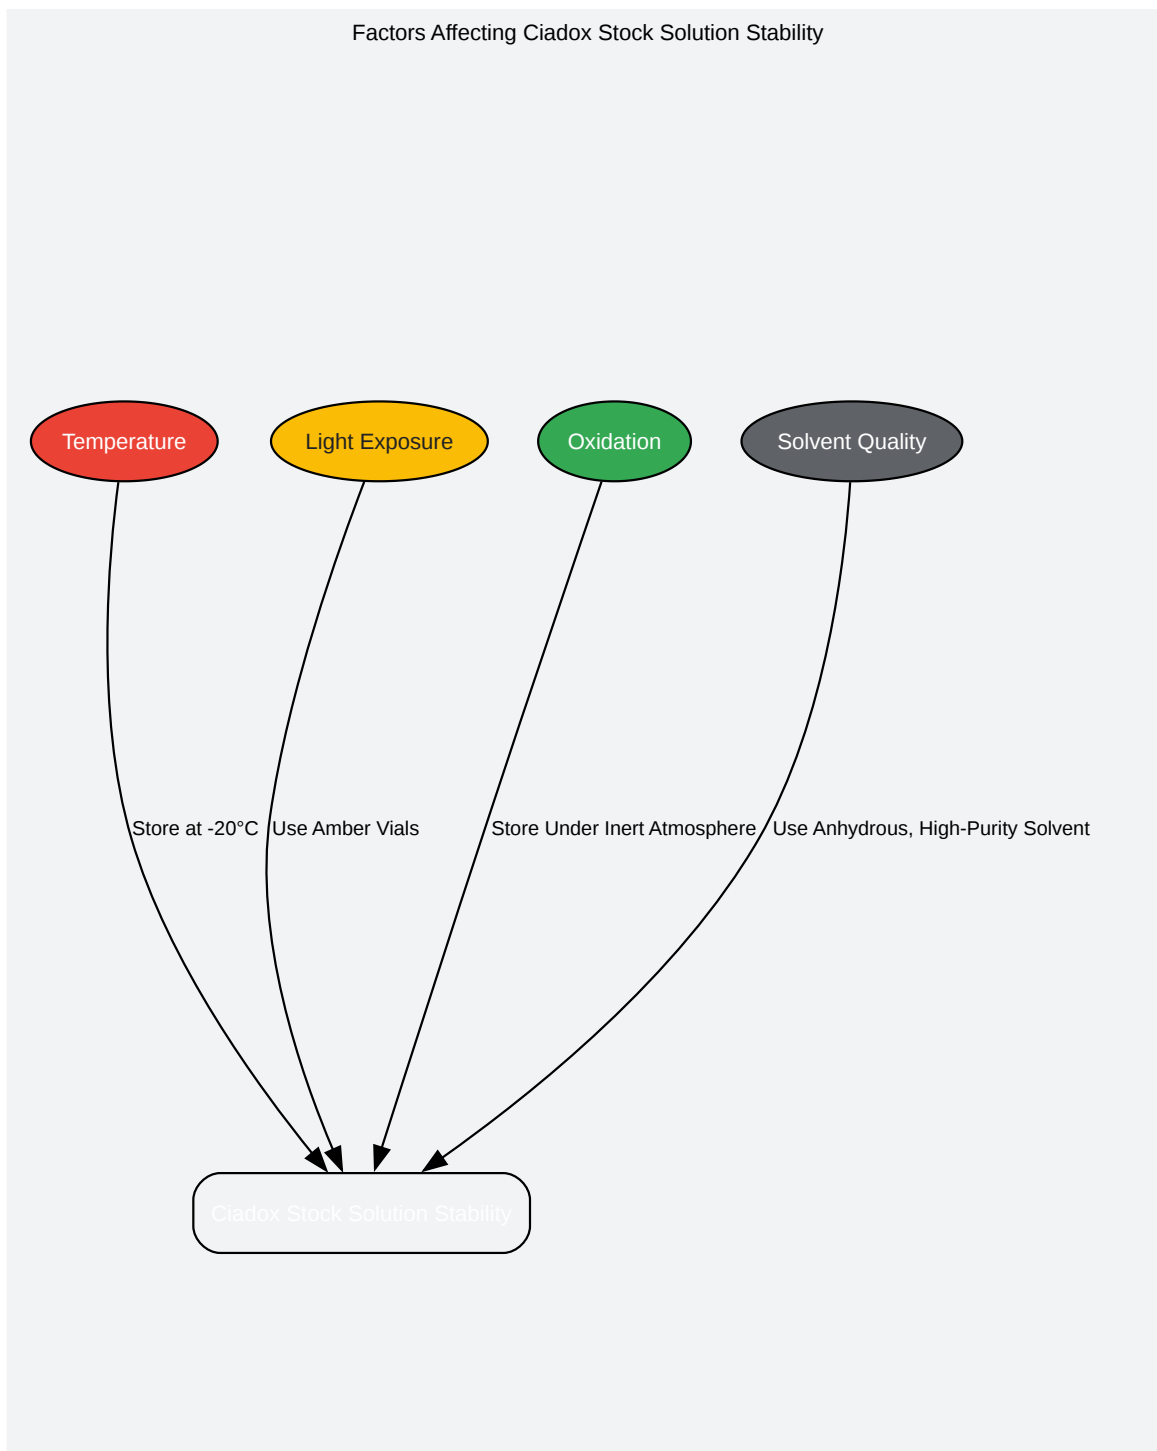 Factors Affecting Ciadox Stock Solution Stability
Temperature
Light Exposure
Oxidation
Solvent Quality
Store at -20°C
Use Amber Vials
Store Under Inert Atmosphere
Use Anhydrous, High-Purity Solvent
Ciadox Stock Solution Stability